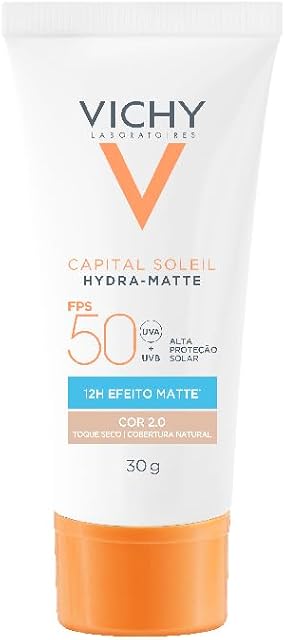 VICHY
LABORATOIRES
CAPITAL SOLEIL
HYDRA-MATTE
FPS
50
UVA
+
UVB
ALTA
PROTEÇÃO
SOLAR
12H EFEITO MATTE*
COR 2.0
TOQUE SECO | COBERTURA NATURAL
30g